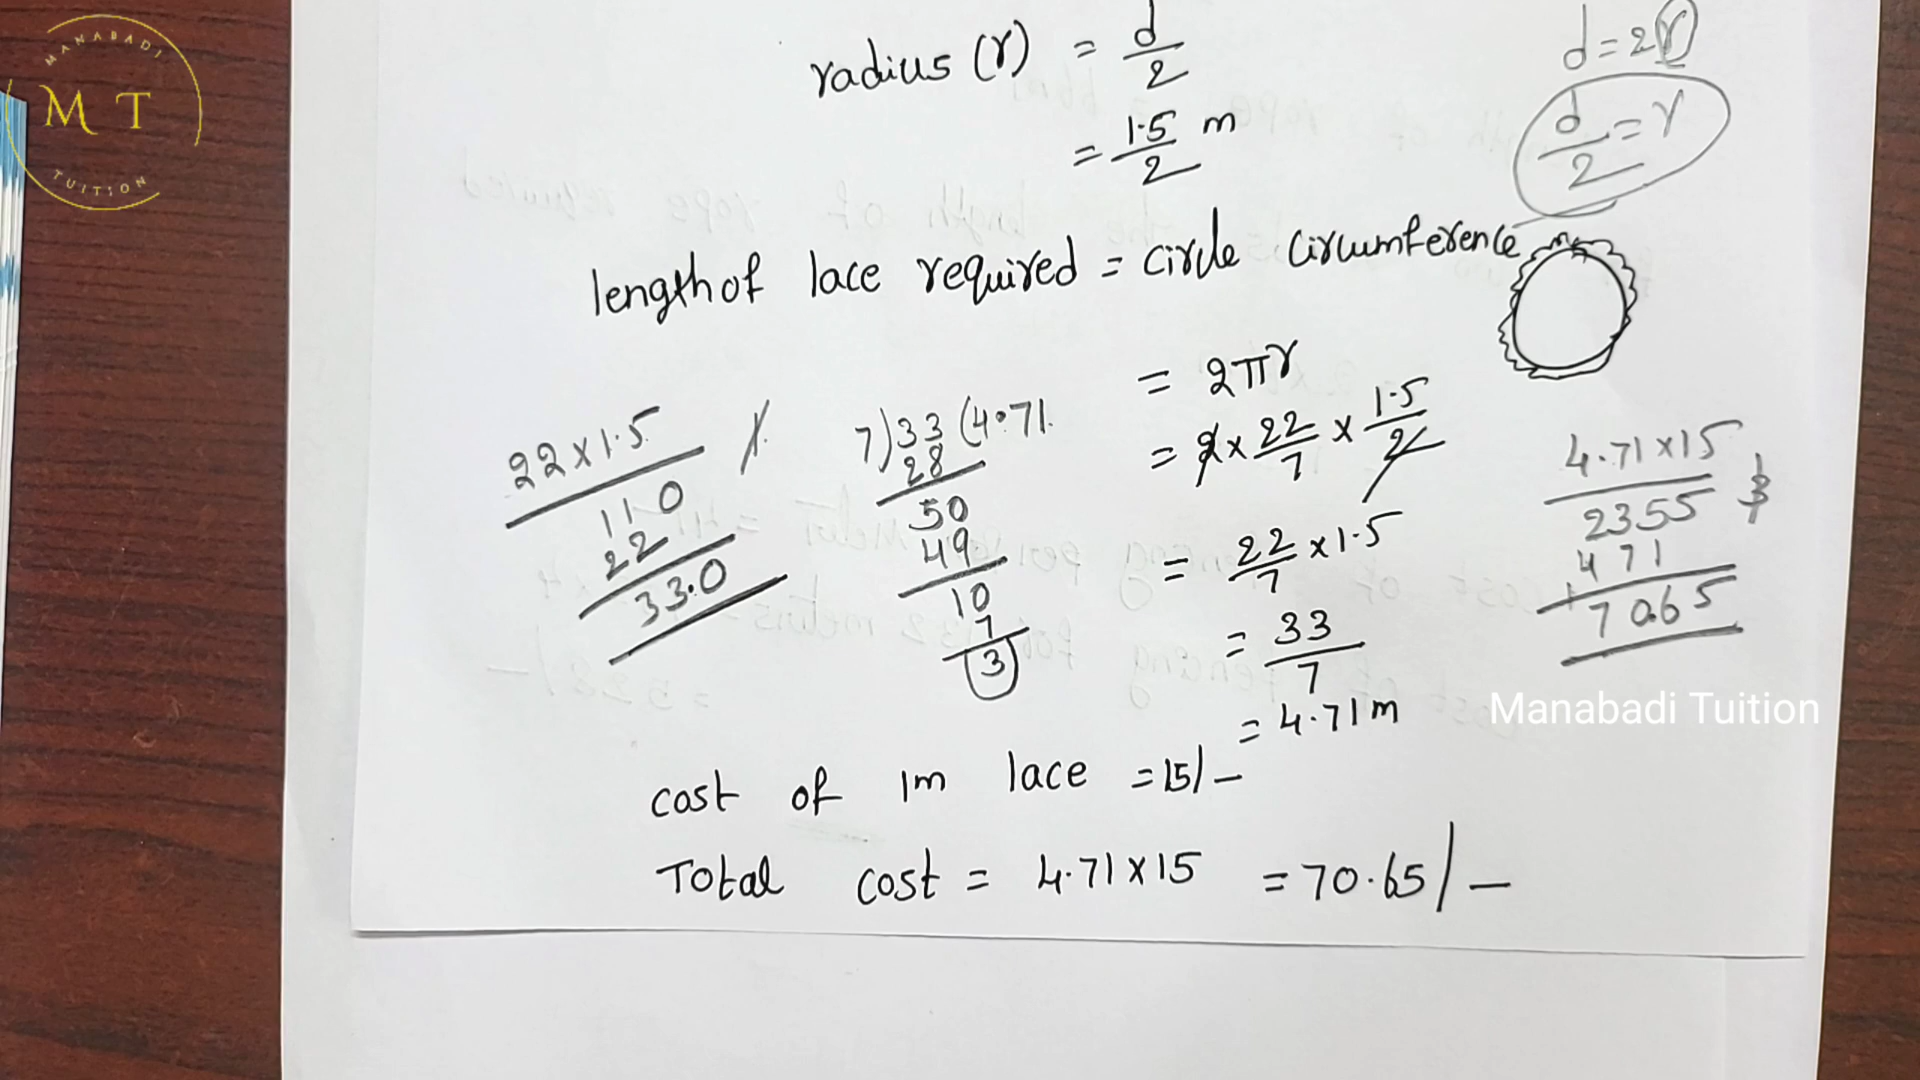 MANABADI
M T
TUITION
radius (r) = d/2
= 1.5/2 m
d = 2r
d/2 = r
length of lace required = circle circumference
= 2πr
= 2 × 22/7 × 1.5/2
= 22/7 × 1.5
= 33/7
= 4.71 m
22 × 1.5
110
22
33.0
7)33(4.71
28
50
49
10
7
3
4.71 × 15
2355
+ 471
7065
Manabadi Tuition
cost of 1m lace = 15/-
Total cost = 4.71 × 15 = 70.65/-